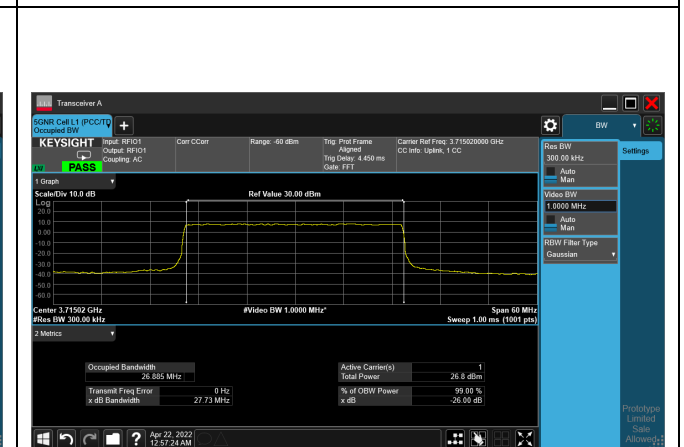 Transceiver A
5GNR Cell L1 (PCC/TD
Occupied BW
BW
KEYSIGHT
Input: RFIO1
Output: RFIO1
Coupling: AC
Corr CCorr
Range: -60 dBm
Trig: Prot Frame
Aligned
Trig Delay: 4.450 ms
Gate: FFT
Carrier Ref Freq: 3.715020000 GHz
CC Info: Uplink, 1 CC
PASS
Res BW
300.00 kHz
Auto
Man
Video BW
1.0000 MHz
Auto
Man
RBW Filter Type
Gaussian
Settings
1 Graph
Scale/Div 10.0 dB
Ref Value 30.00 dBm
Log
20.0
10.0
0.00
-10.0
-20.0
-30.0
-40.0
-50.0
-60.0
Center 3.71502 GHz
#Video BW 1.0000 MHz*
Span 60 MHz
#Res BW 300.00 kHz
Sweep 1.00 ms (1001 pts)
2 Metrics
Occupied Bandwidth
26.885 MHz
Transmit Freq Error 0 Hz
x dB Bandwidth 27.73 MHz
Active Carrier(s) 1
Total Power 26.8 dBm
% of OBW Power 99.00 %
x dB -26.00 dB
Prototype
Limited
Sale
Allowed
Apr 22, 2022
12:57:24 AM